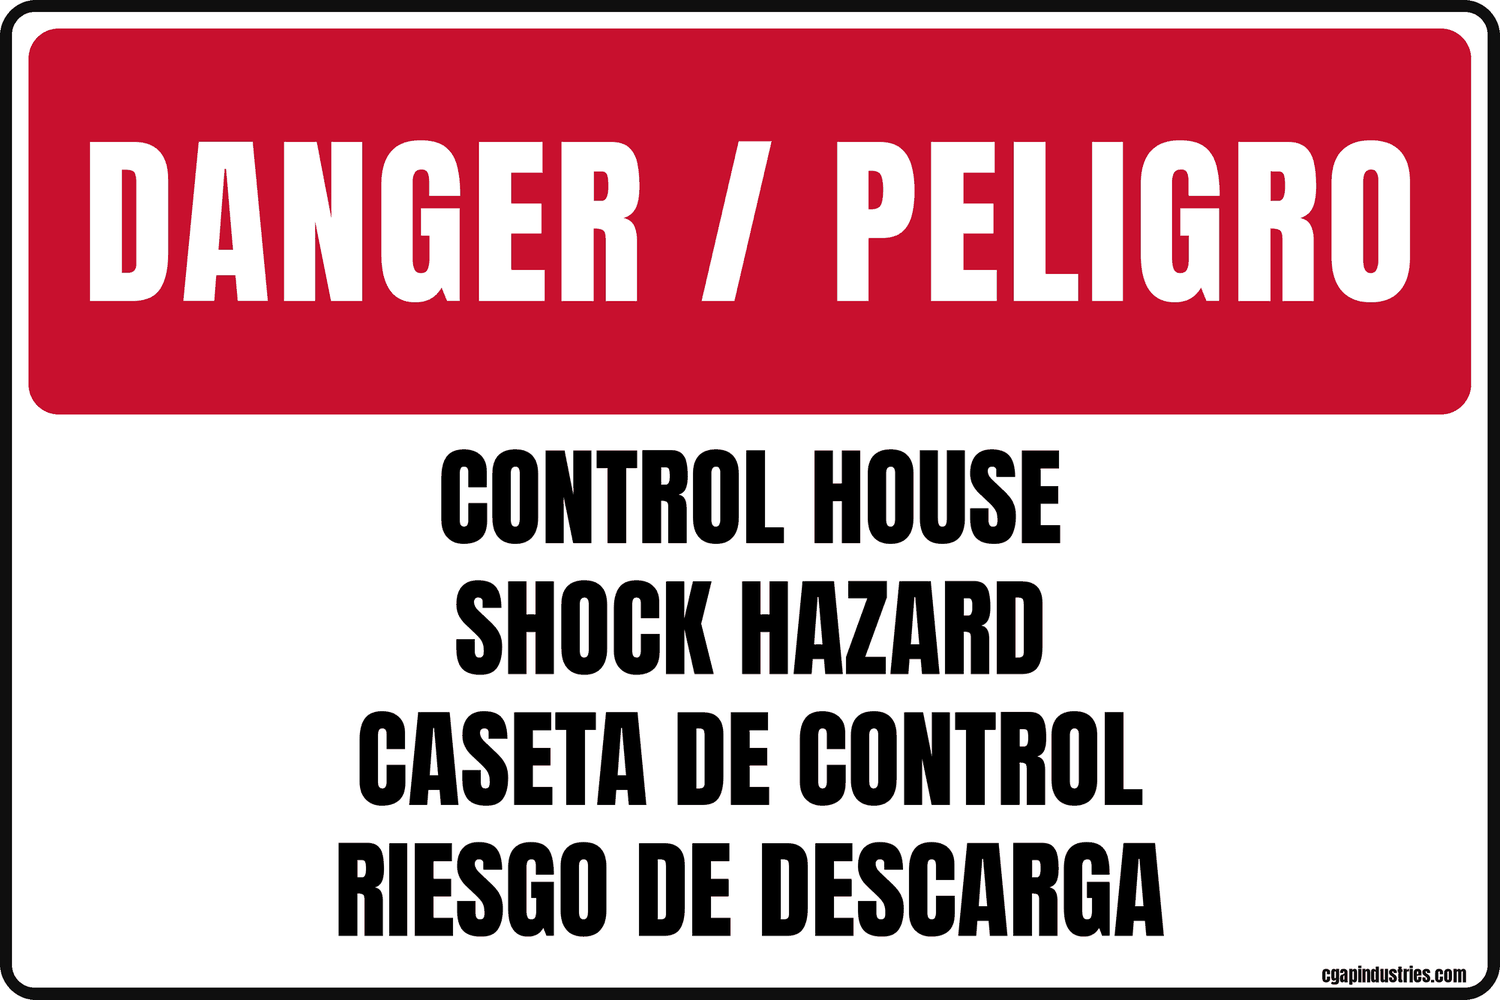 DANGER / PELIGRO
CONTROL HOUSE
SHOCK HAZARD
CASETA DE CONTROL
RIESGO DE DESCARGA
cgapindustries.com